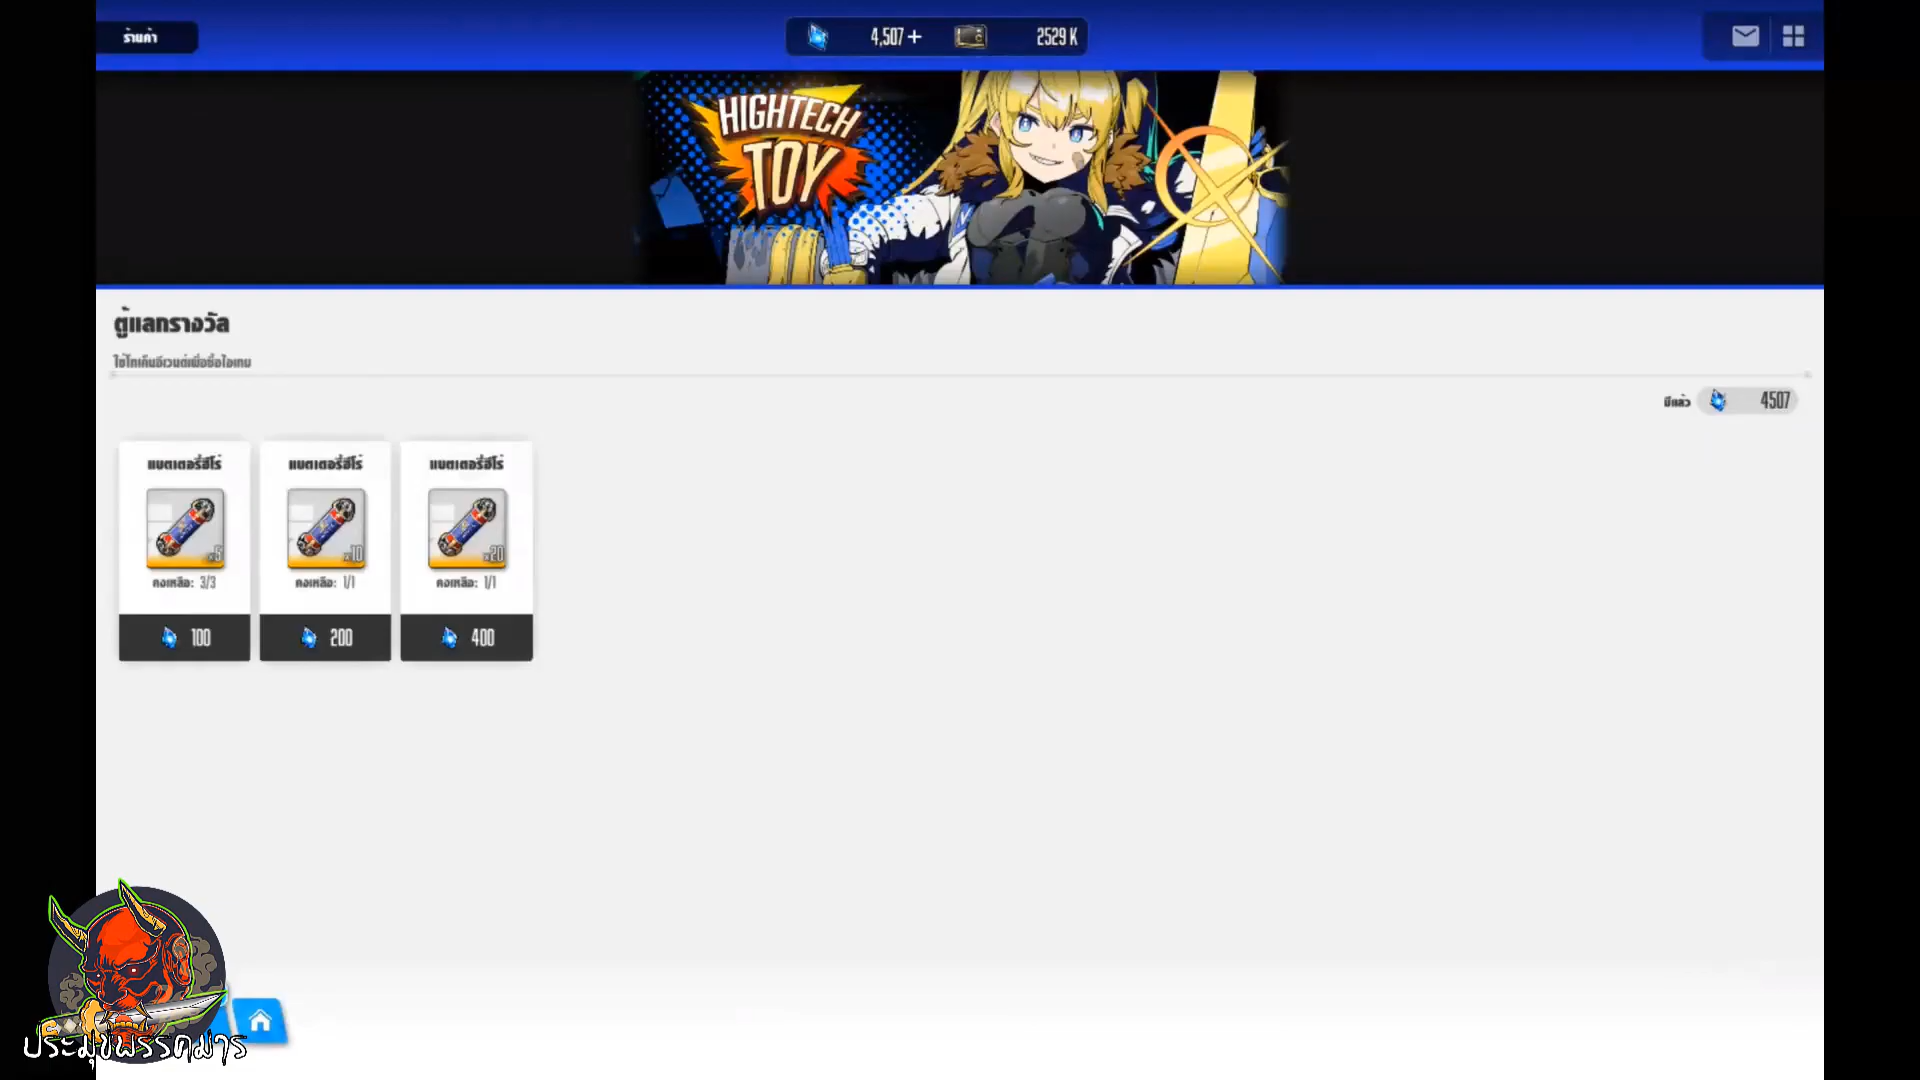 ร้านค้า
4,507+
2529 K
HIGHTECH
TOY
ตู้แลกรางวัล
ใช้โทเค็นอีเวนต์เพื่อซื้อไอเทม
มีแล้ว 4507
แบตเตอรี่ฮีโร่ แบตเตอรี่ฮีโร่ แบตเตอรี่ฮีโร่
x5 x10 x20
คงเหลือ: 3/3 คงเหลือ: 1/1 คงเหลือ: 1/1
100 200 400
ประมุขพรรคมาร